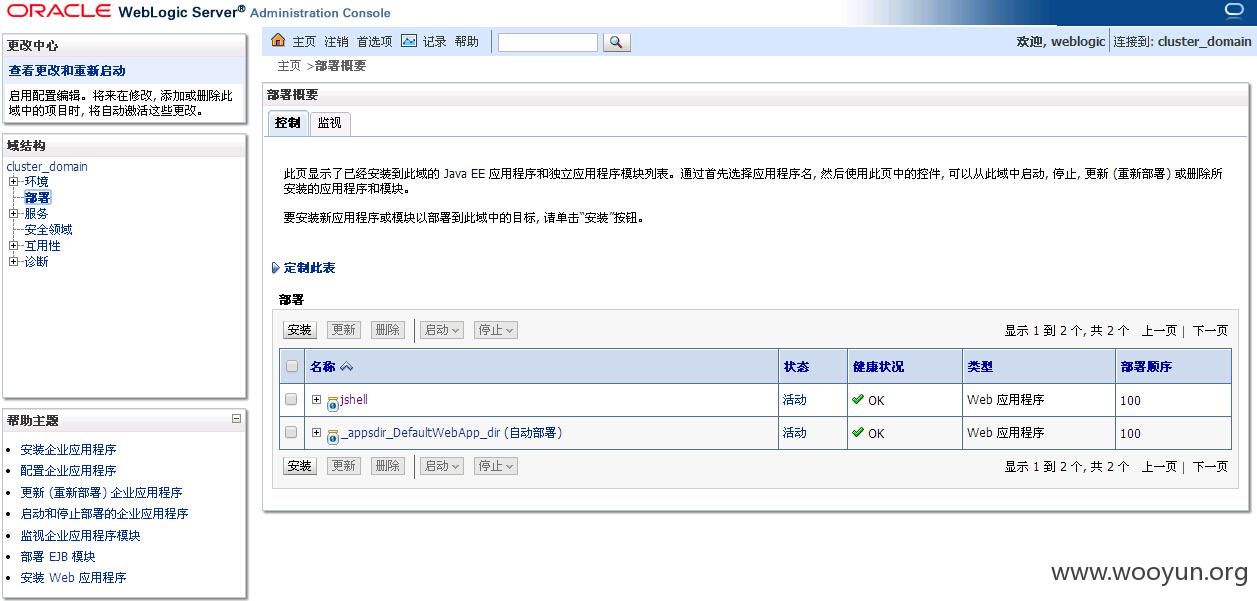 ORACLE WebLogic Server® Administration Console
更改中心
查看更改和重新启动
启用配置编辑。将来在修改, 添加或删除此
域中的项目时, 将自动激活这些更改。
域结构
cluster_domain
环境
部署
服务
安全领域
互用性
诊断
帮助主题
安装企业应用程序
配置企业应用程序
更新 (重新部署) 企业应用程序
启动和停止部署的企业应用程序
监视企业应用程序模块
部署 EJB 模块
安装 Web 应用程序
主页 注销 首选项 记录 帮助
欢迎, weblogic 连接到: cluster_domain
主页 >部署概要
部署概要
控制 监视
此页显示了已经安装到此域的 Java EE 应用程序和独立应用程序模块列表。通过首先选择应用程序名, 然后使用此页中的控件, 可以从此域中启动, 停止, 更新 (重新部署) 或删除所
安装的应用程序和模块。
要安装新应用程序或模块以部署到此域中的目标, 请单击“安装”按钮。
定制此表
部署
安装 更新 删除 启动 停止 显示 1 到 2 个, 共 2 个 上一页 | 下一页
名称 状态 健康状况 类型 部署顺序
jshell 活动 OK Web 应用程序 100
_appsdir_DefaultWebApp_dir (自动部署) 活动 OK Web 应用程序 100
安装 更新 删除 启动 停止 显示 1 到 2 个, 共 2 个 上一页 | 下一页
www.wooyun.org